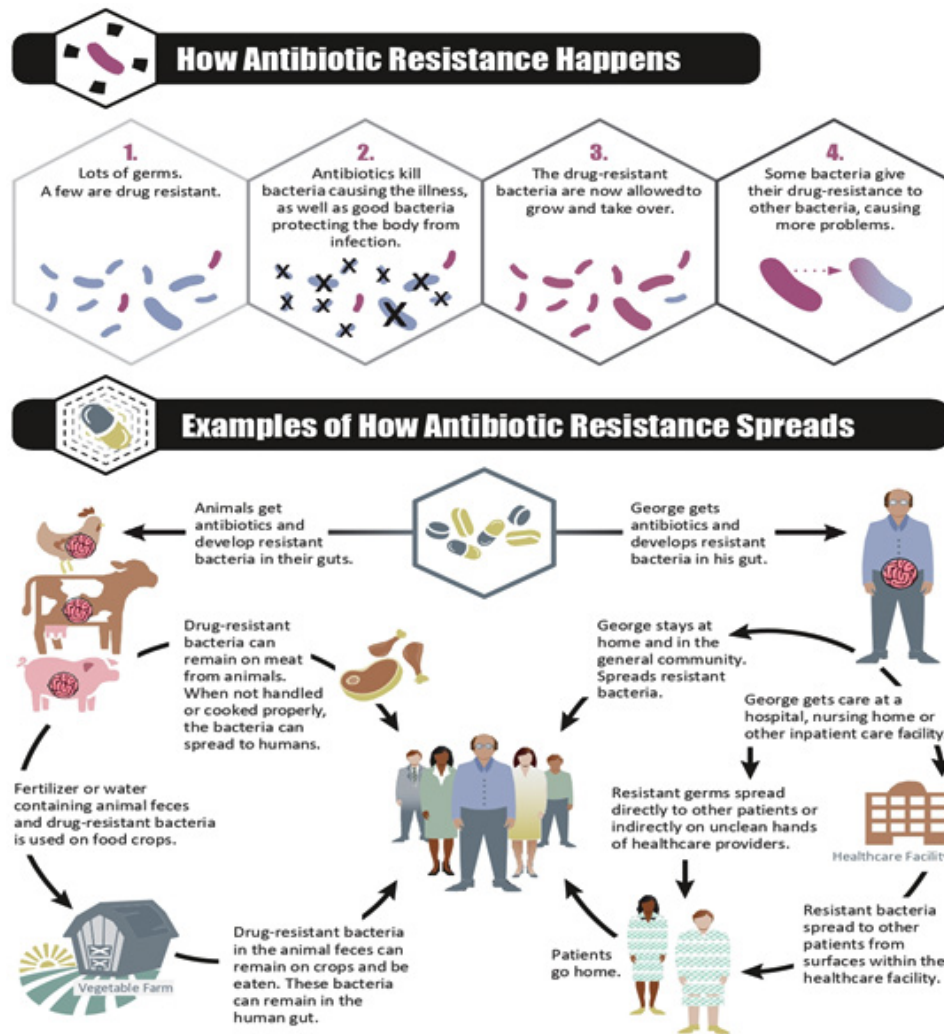 How Antibiotic Resistance Happens
1.
Lots of germs.
A few are drug resistant.
2.
Antibiotics kill
bacteria causing the illness,
as well as good bacteria
protecting the body from
infection.
3.
The drug-resistant
bacteria are now allowed to
grow and take over.
4.
Some bacteria give
their drug-resistance to
other bacteria, causing
more problems.
X X X X X X X X X X
Examples of How Antibiotic Resistance Spreads
Animals get
antibiotics and
develop resistant
bacteria in their guts.
George gets
antibiotics and
develops resistant
bacteria in his gut.
Drug-resistant
bacteria can
remain on meat
from animals.
When not handled
or cooked properly,
the bacteria can
spread to humans.
George stays at
home and in the
general community.
Spreads resistant
bacteria.
George gets care at a
hospital, nursing home or
other inpatient care facility
Fertilizer or water
containing animal feces
and drug-resistant bacteria
is used on food crops.
Resistant germs spread
directly to other patients or
indirectly on unclean hands
of healthcare providers.
Healthcare Facility
Vegetable Farm
Drug-resistant bacteria
in the animal feces can
remain on crops and be
eaten. These bacteria
can remain in the
human gut.
Patients
go home.
Resistant bacteria
spread to other
patients from
surfaces within the
healthcare facility.